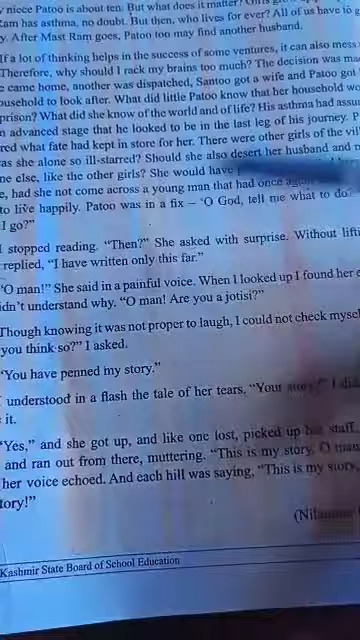 niece Patoo is about ten. But what does it matter?
Ram has asthma, no doubt. But then, who lives for ever? All of us have to g
y. After Mast Ram goes, Patoo too may find another husband.
If a lot of thinking helps in the success of some ventures, it can also mess
Therefore, why should I rack my brains too much? The decision was ma
e came home, another was dispatched, Santoo got a wife and Patoo got
ousehold to look after. What did little Patoo know that her household wo
prison? What did she know of the world and of life? His asthma had assu
n advanced stage that he looked to be in the last leg of his journey. P
red what fate had kept in store for her. There were other girls of the vil
as she alone so ill-starred? Should she also desert her husband and m
ne else, like the other girls? She would have
e, had she not come across a young man that had once
to live happily. Patoo was in a fix – 'O God, tell me what to do?
I go?"
I stopped reading. "Then?" She asked with surprise. Without lifti
replied, "I have written only this far."
'O man!" She said in a painful voice. When I looked up I found her e
idn't understand why. "O man! Are you a jotisi?"
Though knowing it was not proper to laugh, I could not check mysel
you think so?" I asked.
"You have penned my story."
I understood in a flash the tale of her tears, "Your story?" I did
it.
"Yes," and she got up, and like one lost, picked up her staff
and ran out from there, muttering. "This is my story, O man
her voice echoed. And each hill was saying, "This is my story,
tory!"
Kashmir State Board of School Education